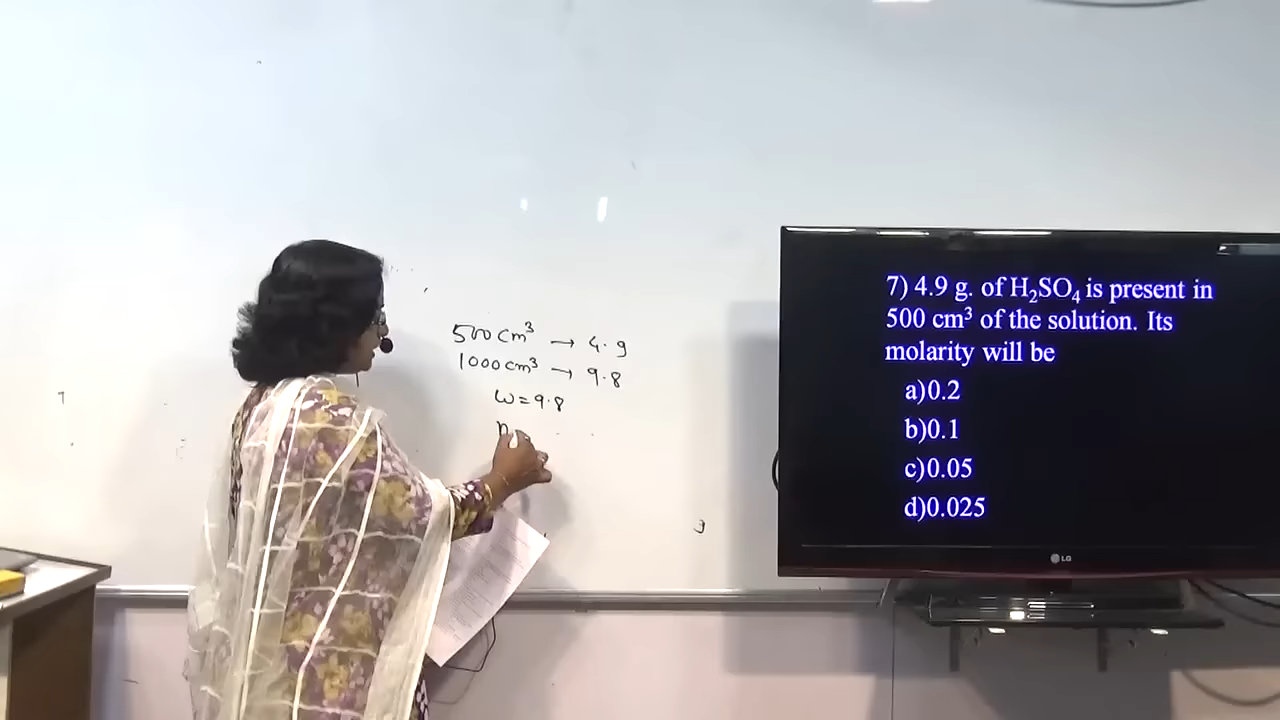 500 cm³ → 4.9
1000 cm³ → 9.8
w = 9.8
n
7) 4.9 g. of H₂SO₄ is present in
500 cm³ of the solution. Its
molarity will be
a)0.2
b)0.1
c)0.05
d)0.025
LG